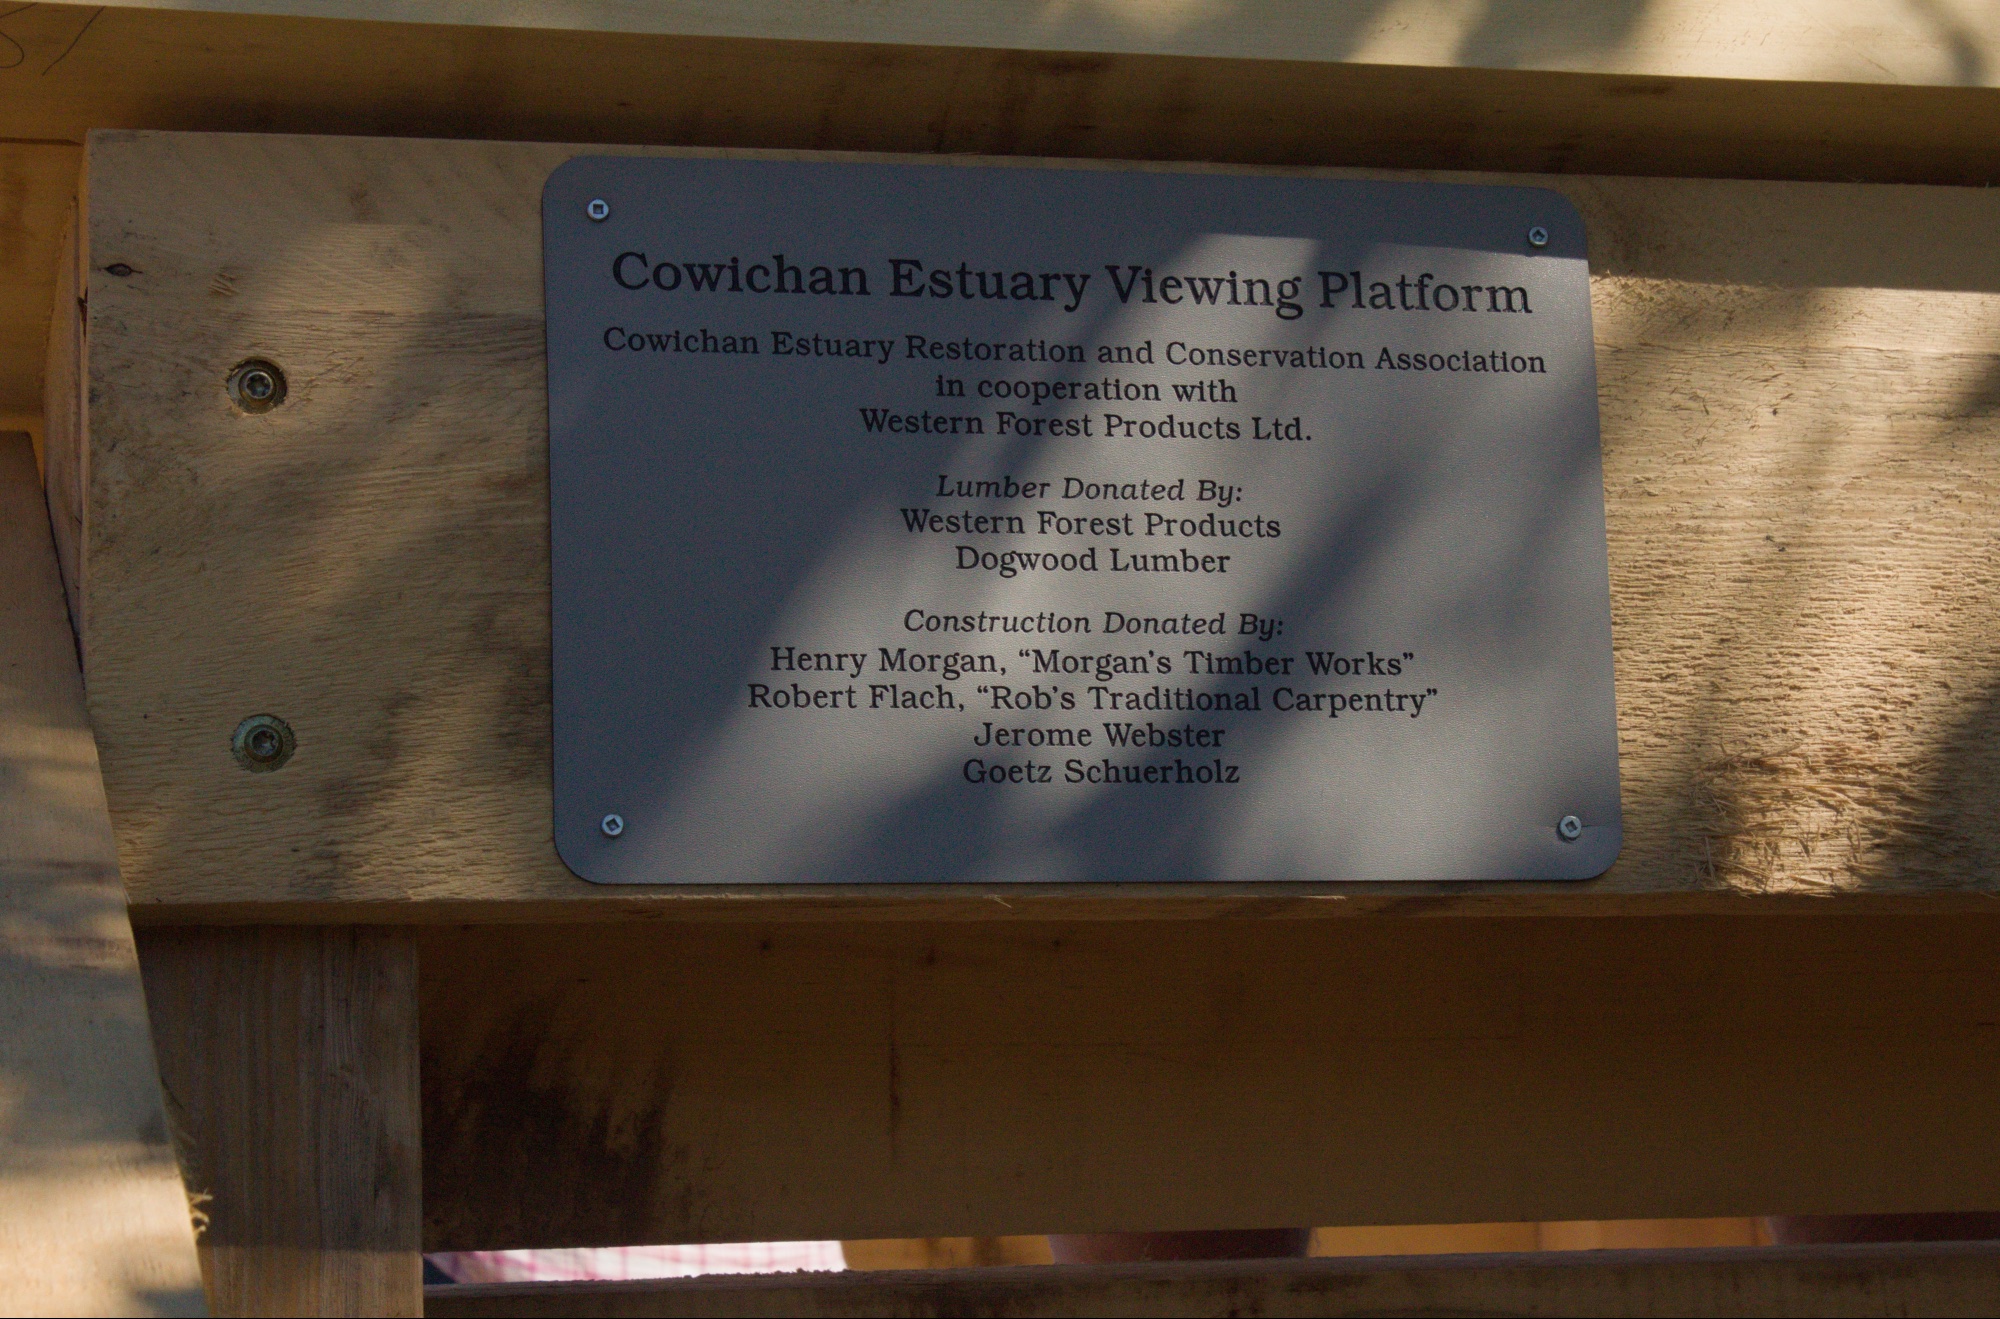 Cowichan Estuary Viewing Platform
Cowichan Estuary Restoration and Conservation Association
in cooperation with
Western Forest Products Ltd.
Lumber Donated By:
Western Forest Products
Dogwood Lumber
Construction Donated By:
Henry Morgan, “Morgan’s Timber Works”
Robert Flach, “Rob’s Traditional Carpentry”
Jerome Webster
Goetz Schuerholz